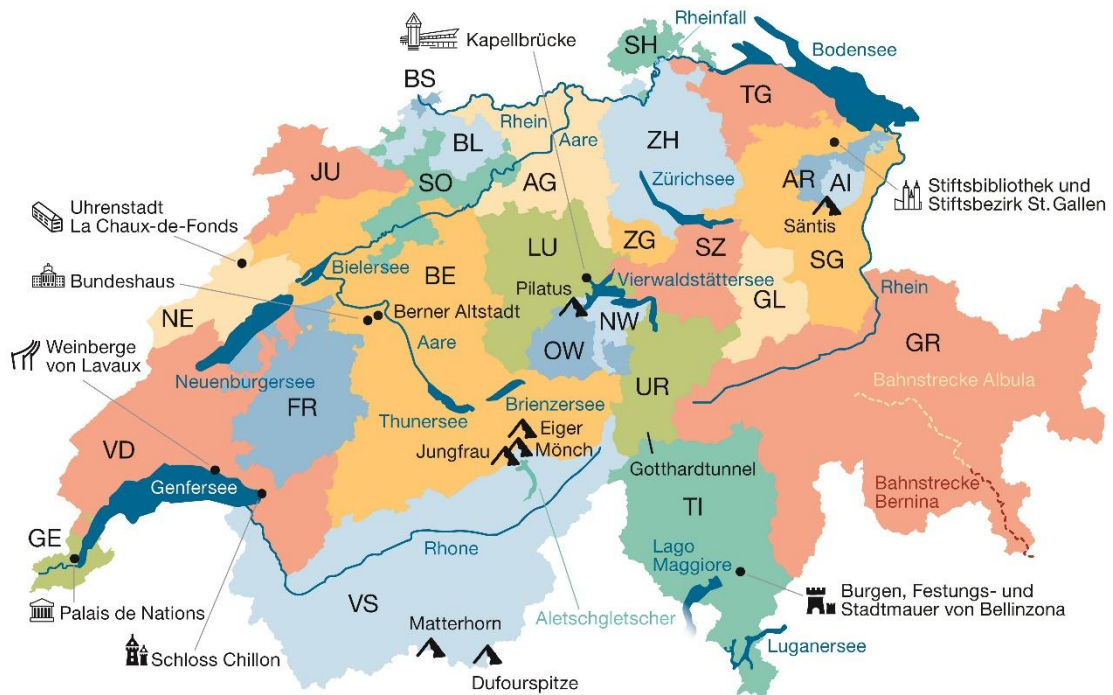 Rheinfall
Kapellbrücke
SH
Bodensee
BS
TG
Rhein
BL
Aare
ZH
JU
SO
AG
Zürichsee
AR
AI
Stiftsbibliothek und
Stiftsbezirk St. Gallen
Uhrenstadt
La Chaux-de-Fonds
Säntis
LU
ZG
SZ
SG
Bielersee
BE
Vierwaldstättersee
Bundeshaus
Pilatus
GL
Rhein
NE
Berner Altstadt
NW
Weinberge
von Lavaux
Aare
OW
GR
Neuenburgersee
UR
Bahnstrecke Albula
FR
Thunersee
Brienzersee
VD
Eiger
Jungfrau
Mönch
Gotthardtunnel
Genfersee
Bahnstrecke
Bernina
TI
GE
Rhone
Lago
Maggiore
Burgen, Festungs- und
Stadtmauer von Bellinzona
Palais de Nations
VS
Aletschgletscher
Matterhorn
Luganersee
Schloss Chillon
Dufourspitze